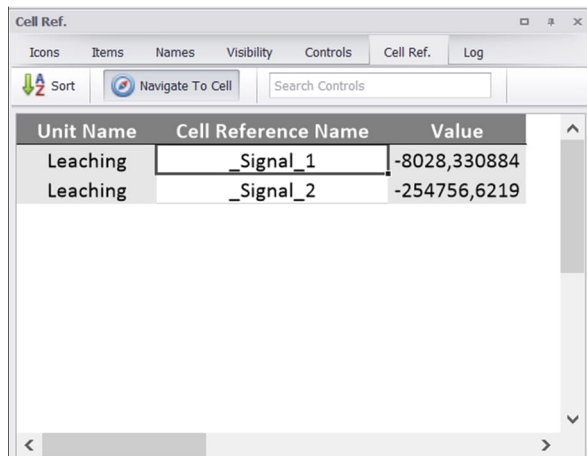 Cell Ref.
Icons Items Names Visibility Controls Cell Ref. Log
Sort Navigate To Cell Search Controls
Unit Name Cell Reference Name Value
Leaching _Signal_1 -8028,330884
Leaching _Signal_2 -254756,6219